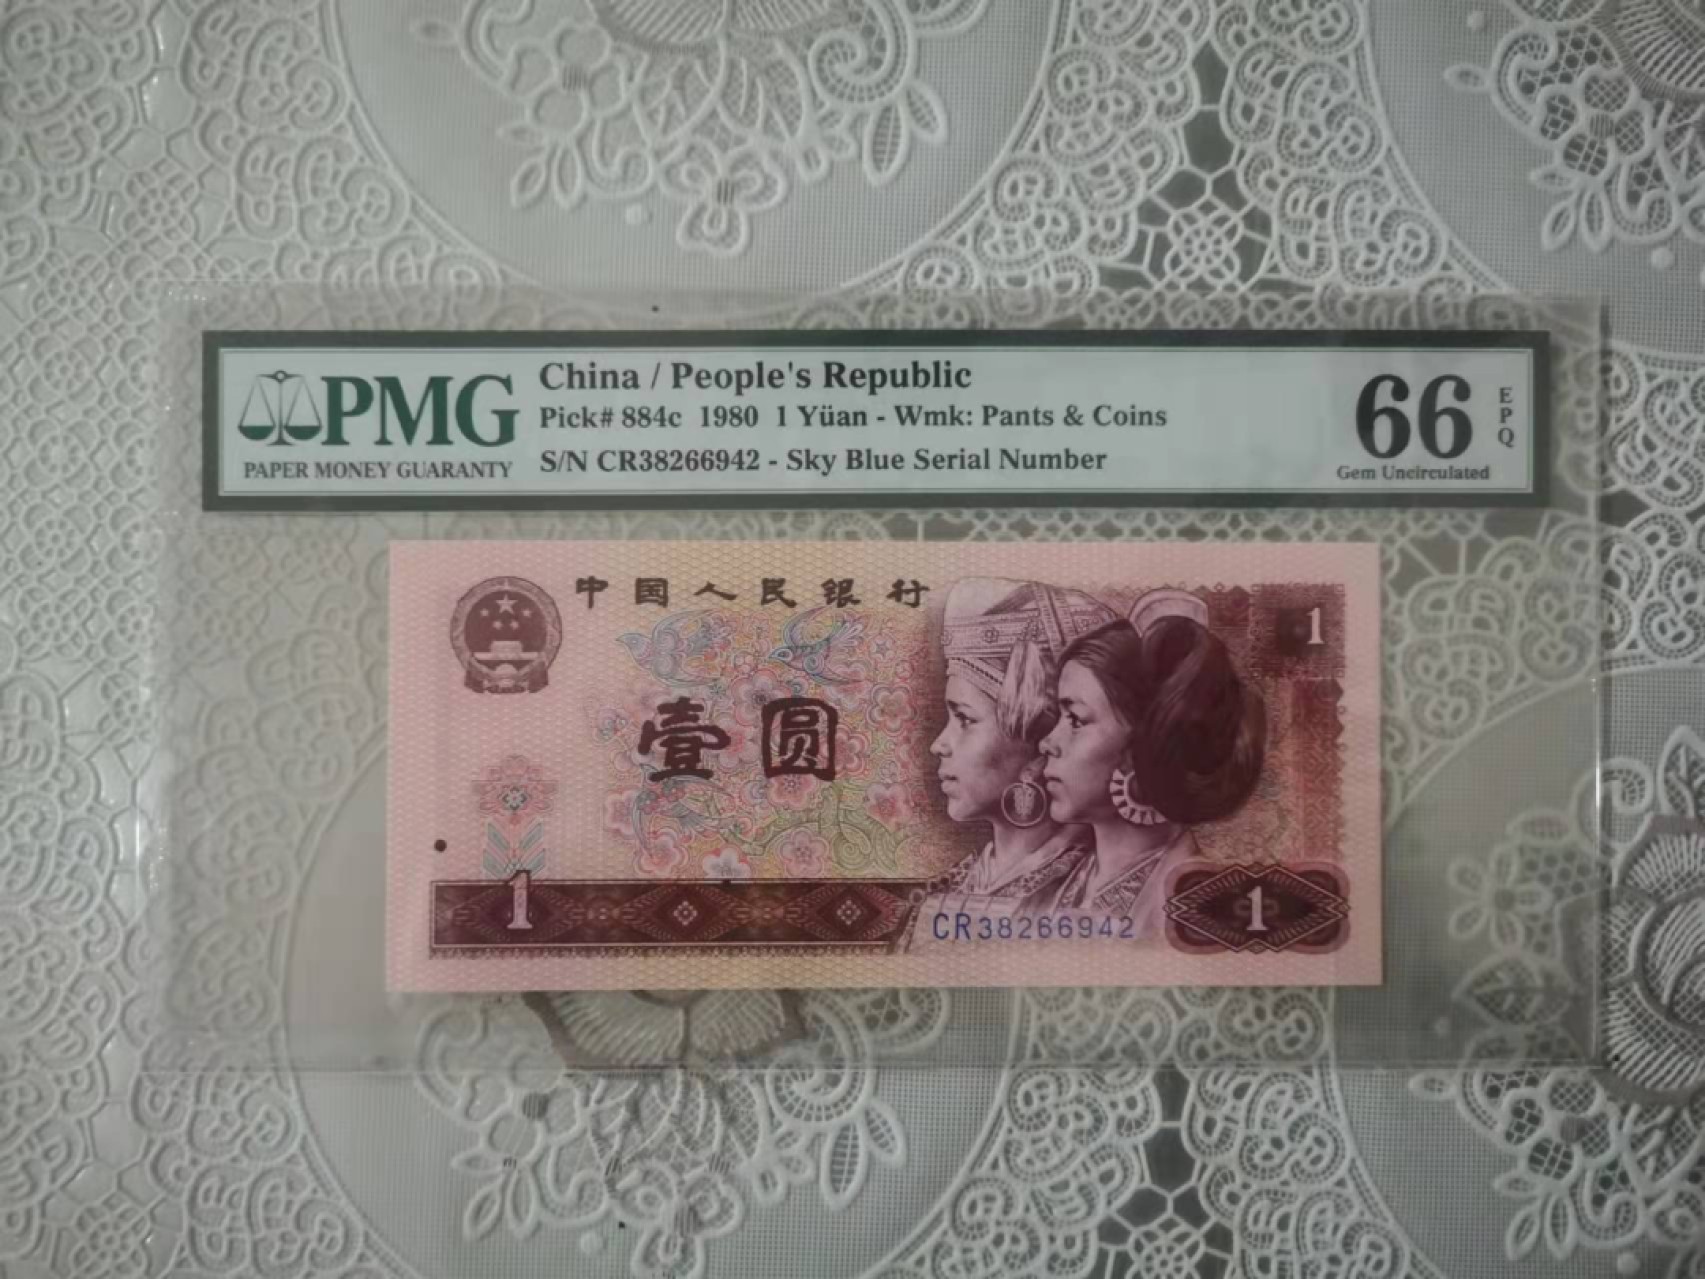 PMG
PAPER MONEY GUARANTY
China / People's Republic
Pick# 884c 1980 1 Yüan - Wmk: Pants & Coins
S/N CR38266942 - Sky Blue Serial Number
66
EPQ
Gem Uncirculated
中国人民银行
1
壹圆
1
CR38266942
1